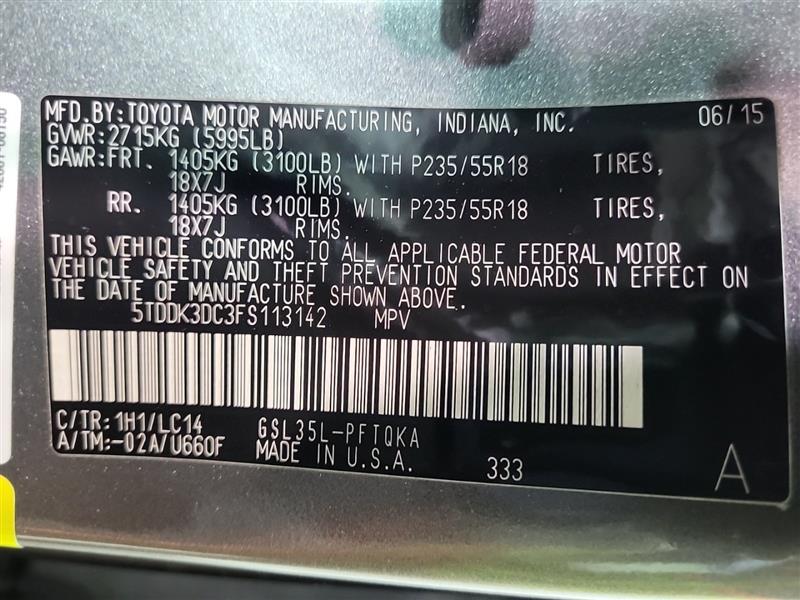 MFD.BY:TOYOTA MOTOR MANUFACTURING, INDIANA, INC. 06/15
GVWR:2715KG (5995LB)
GAWR:FRT. 1405KG (3100LB) WITH P235/55R18 TIRES,
18X7J RIMS.
RR. 1405KG (3100LB) WITH P235/55R18 TIRES,
18X7J RIMS.
THIS VEHICLE CONFORMS TO ALL APPLICABLE FEDERAL MOTOR
VEHICLE SAFETY AND THEFT PREVENTION STANDARDS IN EFFECT ON
THE DATE OF MANUFACTURE SHOWN ABOVE.
5TDDK3DC3FS113142 MPV
C/TR:1H1/LC14 GSL35L-PFTQKA
A/TM:-02A/U660F MADE IN U.S.A. 333 A